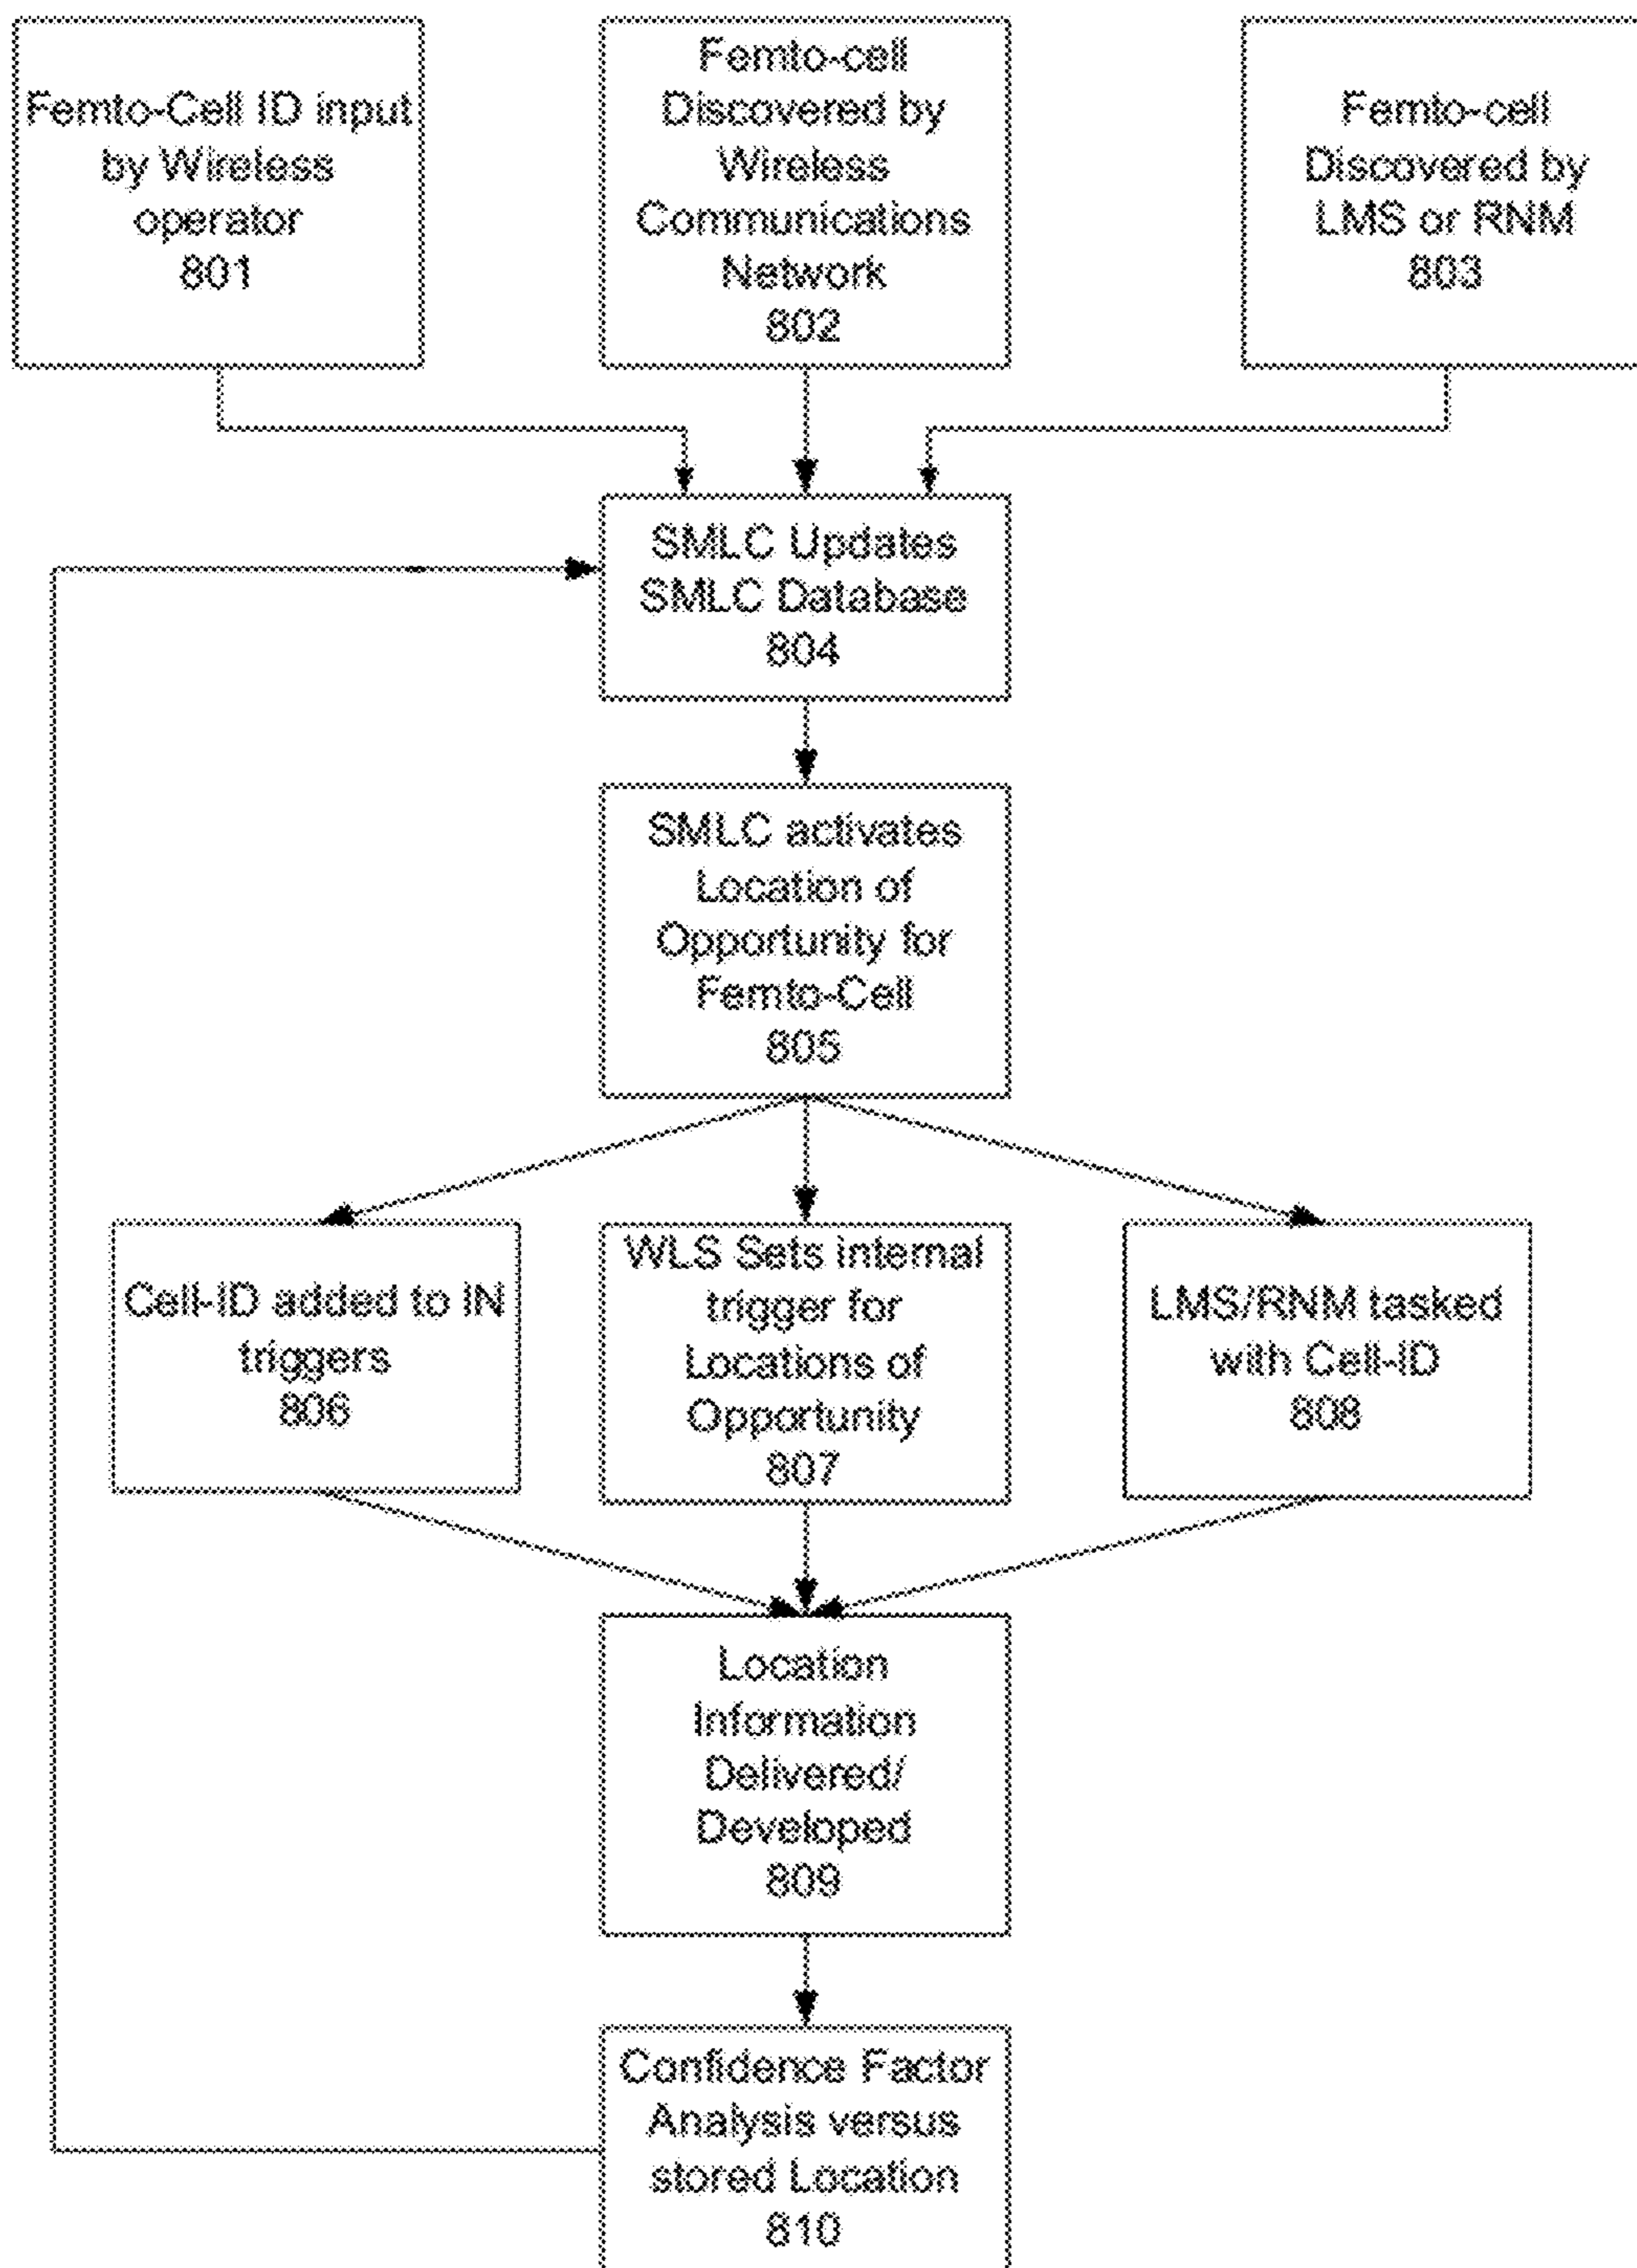 Femto-Cell ID input
by Wireless
operator
801
Femto-cell
Discovered by
Wireless
Communications
Network
802
Femto-cell
Discovered by
LMS or RNM
803
SMLC Updates
SMLC Database
804
SMLC activates
Location of
Opportunity for
Femto-Cell
805
Cell-ID added to IN
triggers
806
WLS Sets internal
trigger for
Locations of
Opportunity
807
LMS/RNM tasked
with Cell-ID
808
Location
Information
Delivered/
Developed
809
Confidence Factor
Analysis versus
stored Location
810